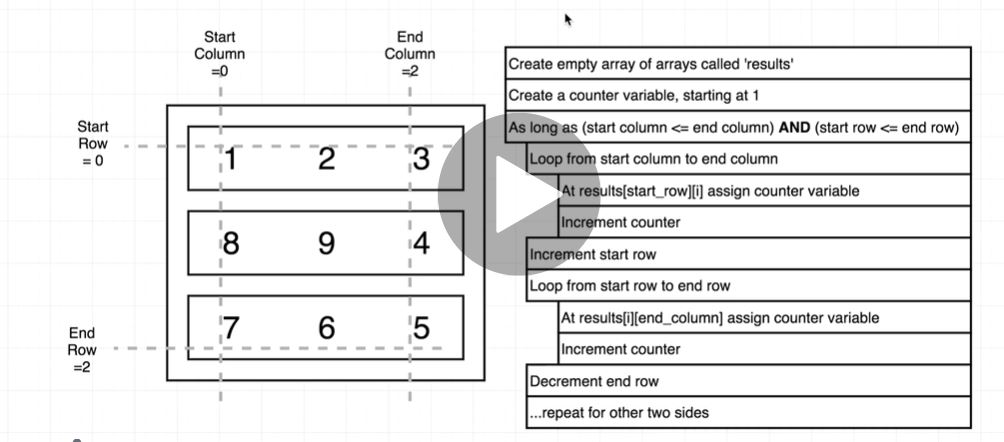 Start
Column
=0
End
Column
=2
Start
Row
= 0
1 2 3
8 9 4
7 6 5
End
Row
=2
Create empty array of arrays called 'results'
Create a counter variable, starting at 1
As long as (start column <= end column) AND (start row <= end row)
Loop from start column to end column
At results[start_row][i] assign counter variable
Increment counter
Increment start row
Loop from start row to end row
At results[i][end_column] assign counter variable
Increment counter
Decrement end row
...repeat for other two sides